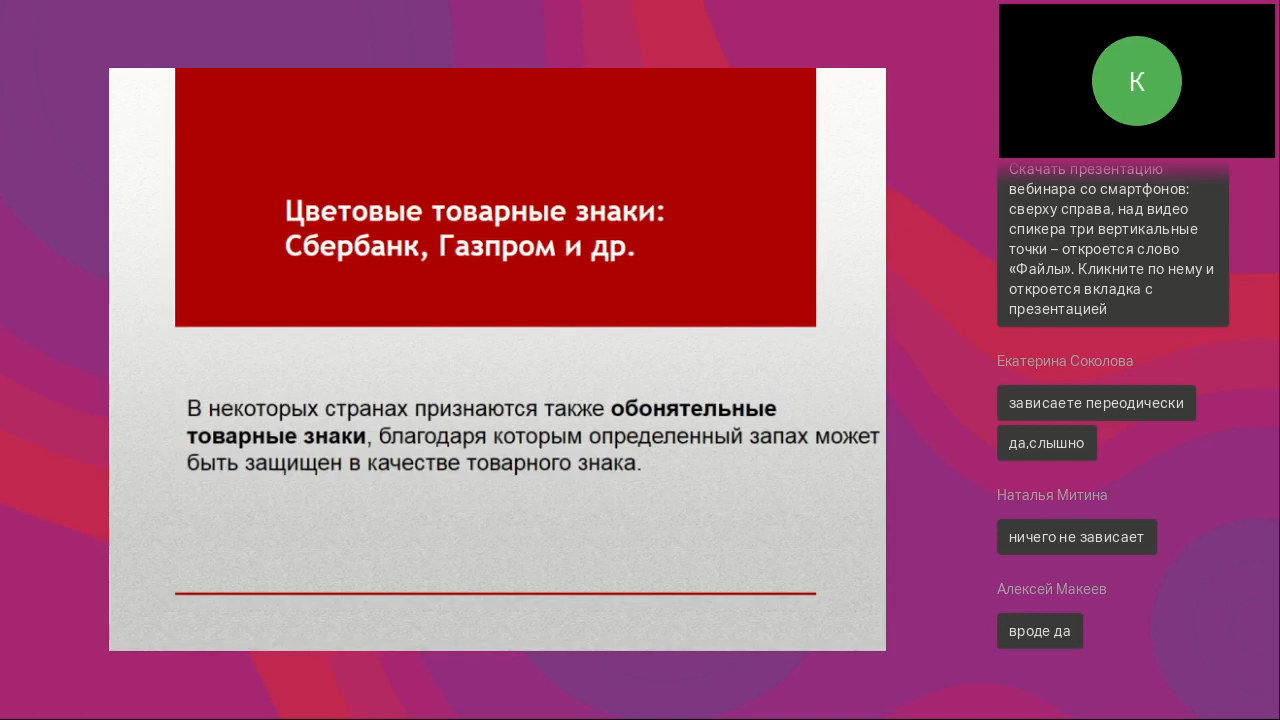 Цветовые товарные знаки:
Сбербанк, Газпром и др.
В некоторых странах признаются также обонятельные
товарные знаки, благодаря которым определенный запах может
быть защищен в качестве товарного знака.
К
Скачать презентацию
вебинара со смартфонов:
сверху справа, над видео
спикера три вертикальные
точки – откроется слово
«Файлы». Кликните по нему и
откроется вкладка с
презентацией
Екатерина Соколова
зависаете переодически
да,слышно
Наталья Митина
ничего не зависает
Алексей Макеев
вроде да